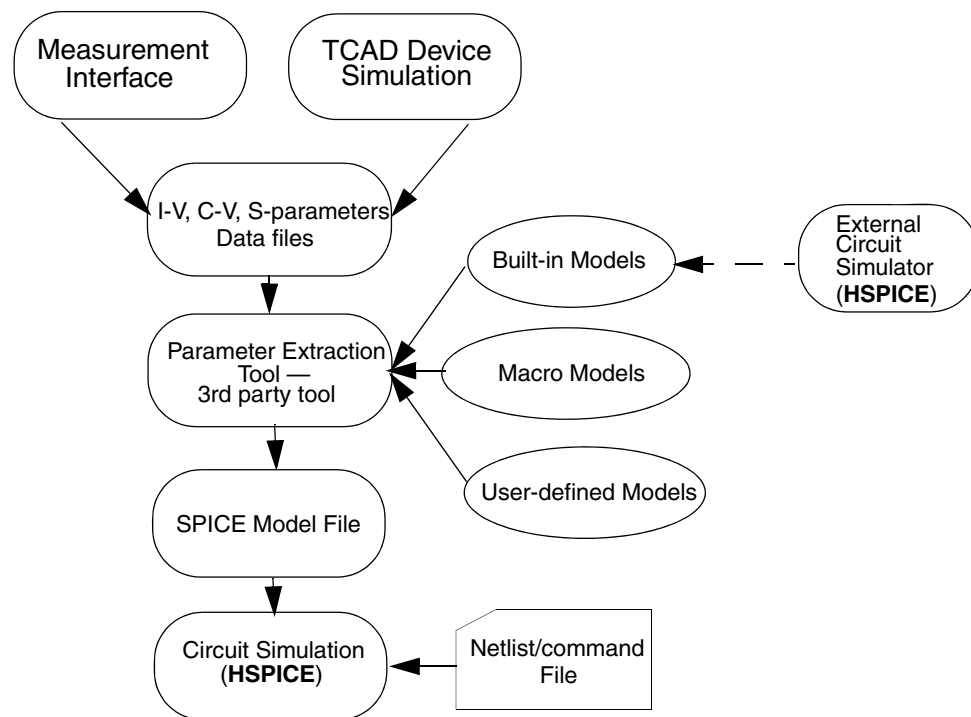 Measurement
Interface
TCAD Device
Simulation
I-V, C-V, S-parameters
Data files
Built-in Models
External
Circuit
Simulator
(HSPICE)
Parameter Extraction
Tool —
3rd party tool
Macro Models
User-defined Models
SPICE Model File
Circuit Simulation
(HSPICE)
Netlist/command
File